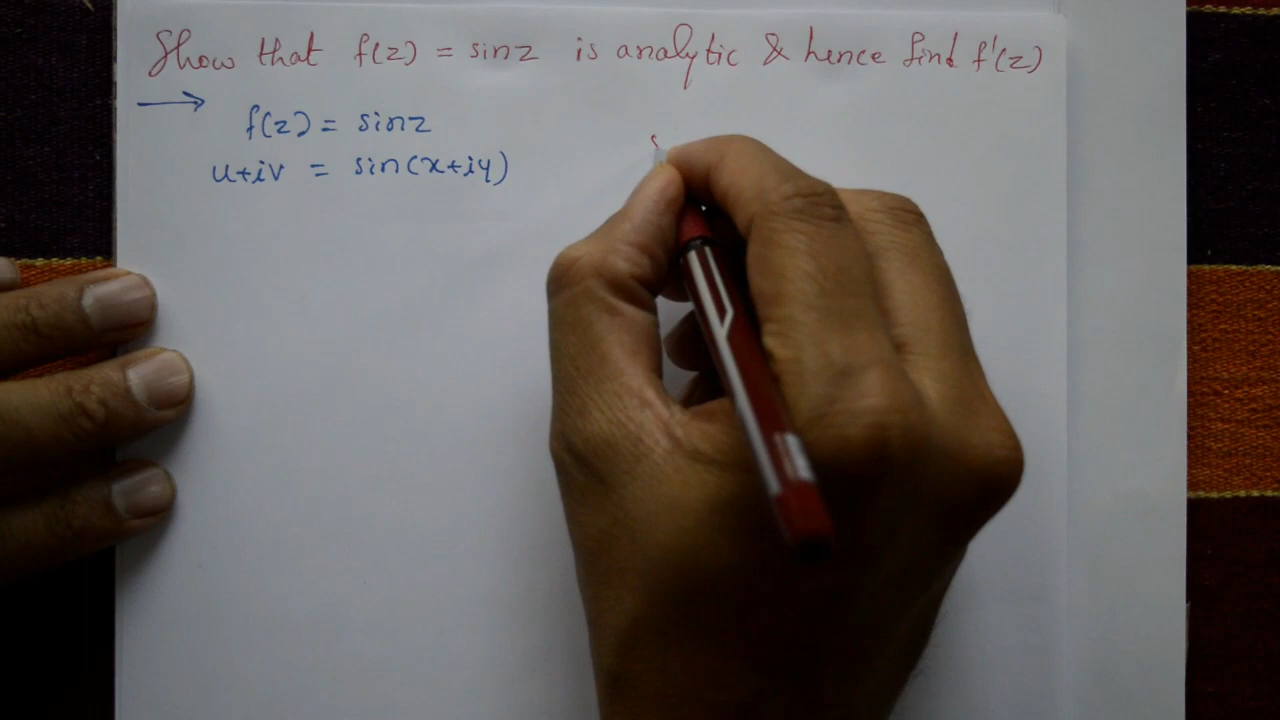 Show that f(z) = sinz is analytic & hence find f'(z)
→ f(z) = sinz
u+iv = sin(x+iy)
s